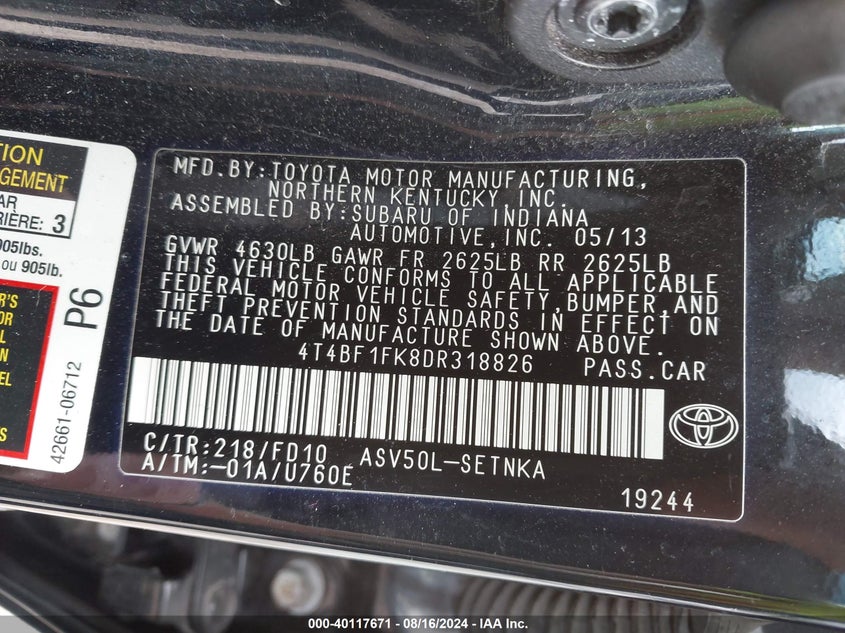 TION
GEMENT
AR
RIÈRE: 3
905lbs.
ou 905lb.
R'S
OR
EL
S
P6
42661-06712
MFD.BY:TOYOTA MOTOR MANUFACTURING,
NORTHERN KENTUCKY, INC.
ASSEMBLED BY:SUBARU OF INDIANA
AUTOMOTIVE,INC. 05/13
GVWR 4630LB GAWR FR 2625LB RR 2625LB
THIS VEHICLE CONFORMS TO ALL APPLICABLE
FEDERAL MOTOR VEHICLE SAFETY,BUMPER,AND
THEFT PREVENTION STANDARDS IN EFFECT ON
THE DATE OF MANUFACTURE SHOWN ABOVE.
4T4BF1FK8DR318826 PASS.CAR
C/TR:218/FD10 ASV50L-SETNKA
A/TM:-01A/U760E
19244
000-40117671 - 08/16/2024 - IAA Inc.